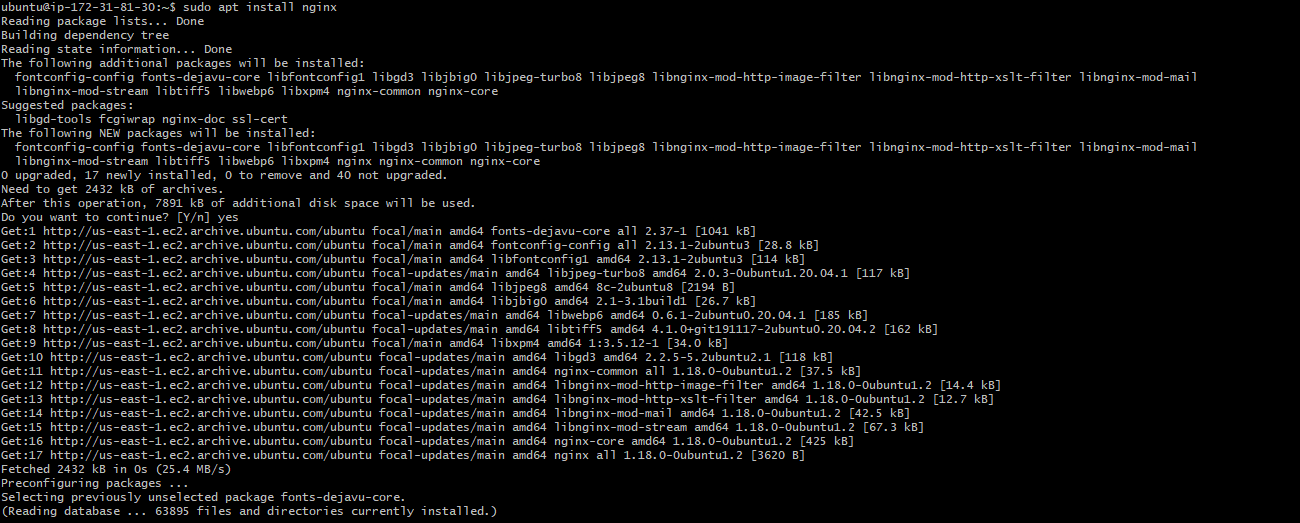 ubuntu@ip-172-31-81-30:~$ sudo apt install nginx
Reading package lists... Done
Building dependency tree
Reading state information... Done
The following additional packages will be installed:
  fontconfig-config fonts-dejavu-core libfontconfig1 libgd3 libjbig0 libjpeg-turbo8 libjpeg8 libnginx-mod-http-image-filter libnginx-mod-http-xslt-filter libnginx-mod-mail
  libnginx-mod-stream libtiff5 libwebp6 libxpm4 nginx-common nginx-core
Suggested packages:
  libgd-tools fcgiwrap nginx-doc ssl-cert
The following NEW packages will be installed:
  fontconfig-config fonts-dejavu-core libfontconfig1 libgd3 libjbig0 libjpeg-turbo8 libjpeg8 libnginx-mod-http-image-filter libnginx-mod-http-xslt-filter libnginx-mod-mail
  libnginx-mod-stream libtiff5 libwebp6 libxpm4 nginx nginx-common nginx-core
0 upgraded, 17 newly installed, 0 to remove and 40 not upgraded.
Need to get 2432 kB of archives.
After this operation, 7891 kB of additional disk space will be used.
Do you want to continue? [Y/n] yes
Get:1 http://us-east-1.ec2.archive.ubuntu.com/ubuntu focal/main amd64 fonts-dejavu-core all 2.37-1 [1041 kB]
Get:2 http://us-east-1.ec2.archive.ubuntu.com/ubuntu focal/main amd64 fontconfig-config all 2.13.1-2ubuntu3 [28.8 kB]
Get:3 http://us-east-1.ec2.archive.ubuntu.com/ubuntu focal/main amd64 libfontconfig1 amd64 2.13.1-2ubuntu3 [114 kB]
Get:4 http://us-east-1.ec2.archive.ubuntu.com/ubuntu focal-updates/main amd64 libjpeg-turbo8 amd64 2.0.3-0ubuntu1.20.04.1 [117 kB]
Get:5 http://us-east-1.ec2.archive.ubuntu.com/ubuntu focal/main amd64 libjpeg8 amd64 8c-2ubuntu8 [2194 B]
Get:6 http://us-east-1.ec2.archive.ubuntu.com/ubuntu focal/main amd64 libjbig0 amd64 2.1-3.1build1 [26.7 kB]
Get:7 http://us-east-1.ec2.archive.ubuntu.com/ubuntu focal-updates/main amd64 libwebp6 amd64 0.6.1-2ubuntu0.20.04.1 [185 kB]
Get:8 http://us-east-1.ec2.archive.ubuntu.com/ubuntu focal-updates/main amd64 libtiff5 amd64 4.1.0+git191117-2ubuntu0.20.04.2 [162 kB]
Get:9 http://us-east-1.ec2.archive.ubuntu.com/ubuntu focal/main amd64 libxpm4 amd64 1:3.5.12-1 [34.0 kB]
Get:10 http://us-east-1.ec2.archive.ubuntu.com/ubuntu focal-updates/main amd64 libgd3 amd64 2.2.5-5.2ubuntu2.1 [118 kB]
Get:11 http://us-east-1.ec2.archive.ubuntu.com/ubuntu focal-updates/main amd64 nginx-common all 1.18.0-0ubuntu1.2 [37.5 kB]
Get:12 http://us-east-1.ec2.archive.ubuntu.com/ubuntu focal-updates/main amd64 libnginx-mod-http-image-filter amd64 1.18.0-0ubuntu1.2 [14.4 kB]
Get:13 http://us-east-1.ec2.archive.ubuntu.com/ubuntu focal-updates/main amd64 libnginx-mod-http-xslt-filter amd64 1.18.0-0ubuntu1.2 [12.7 kB]
Get:14 http://us-east-1.ec2.archive.ubuntu.com/ubuntu focal-updates/main amd64 libnginx-mod-mail amd64 1.18.0-0ubuntu1.2 [42.5 kB]
Get:15 http://us-east-1.ec2.archive.ubuntu.com/ubuntu focal-updates/main amd64 libnginx-mod-stream amd64 1.18.0-0ubuntu1.2 [67.3 kB]
Get:16 http://us-east-1.ec2.archive.ubuntu.com/ubuntu focal-updates/main amd64 nginx-core amd64 1.18.0-0ubuntu1.2 [425 kB]
Get:17 http://us-east-1.ec2.archive.ubuntu.com/ubuntu focal-updates/main amd64 nginx all 1.18.0-0ubuntu1.2 [3620 B]
Fetched 2432 kB in 0s (25.4 MB/s)
Preconfiguring packages ...
Selecting previously unselected package fonts-dejavu-core.
(Reading database ... 63895 files and directories currently installed.)